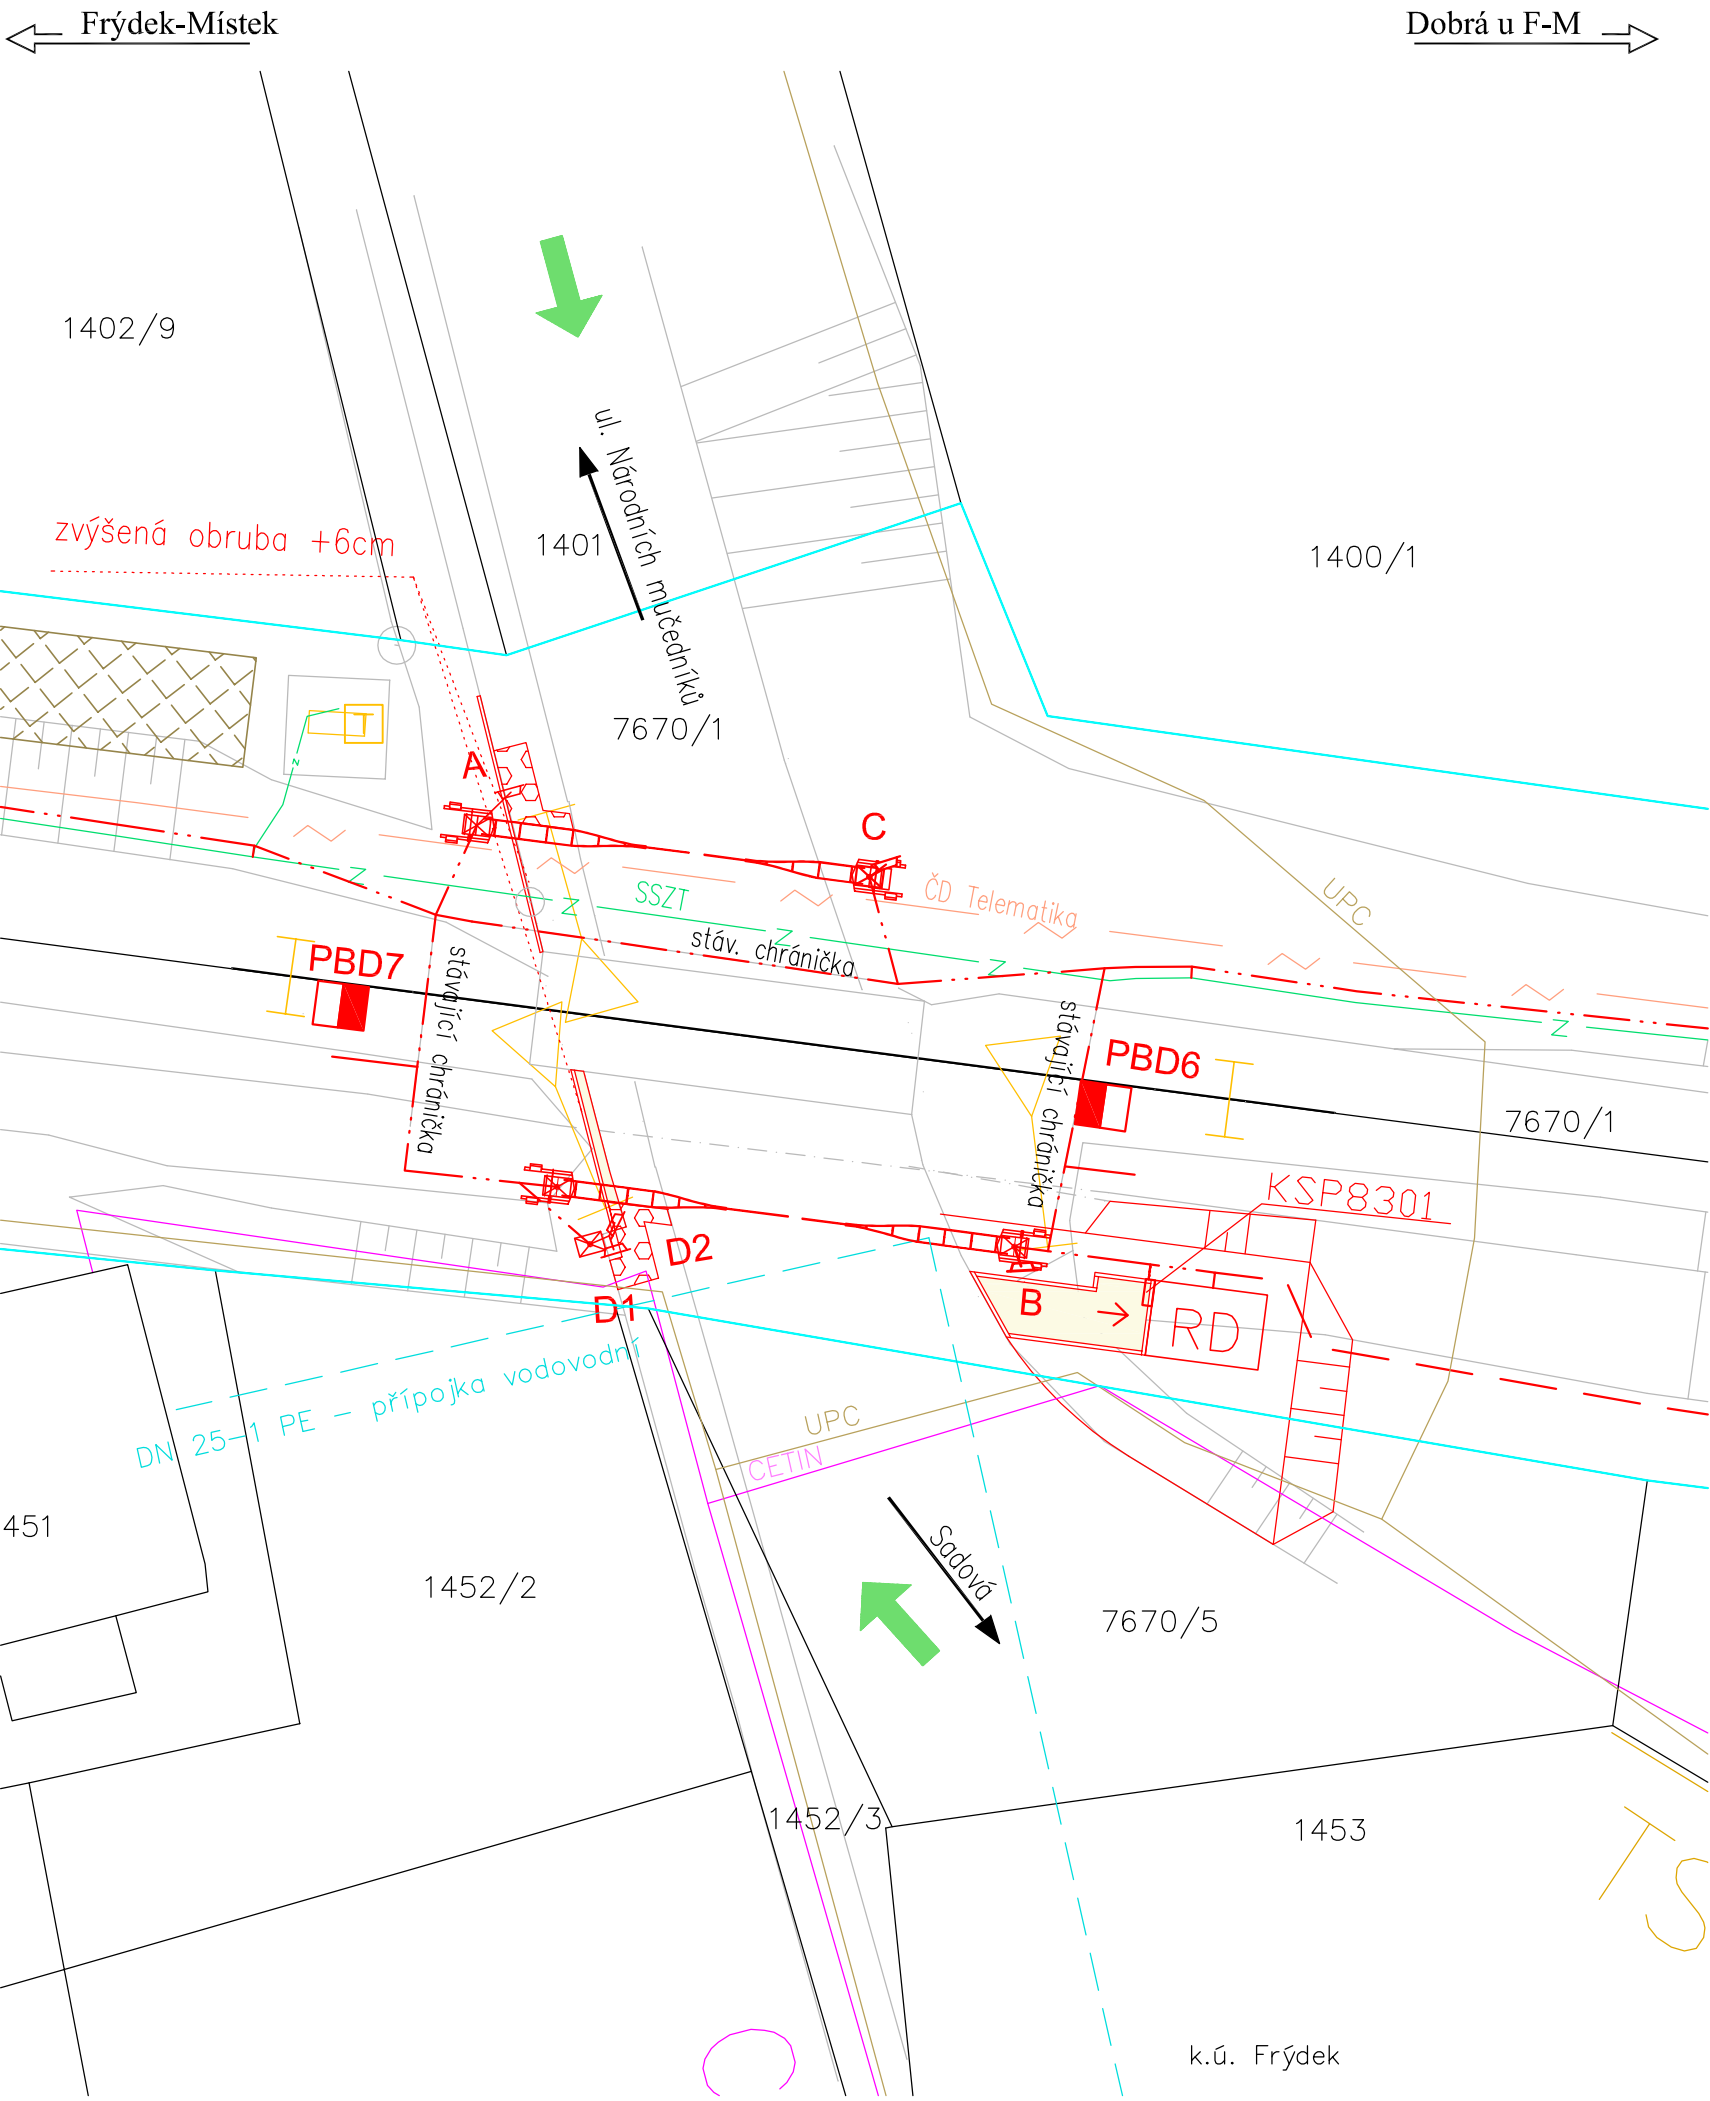 Frýdek-Místek
Dobrá u F-M
1402/9
ul. Národních mučedníků
zvýšená obruba +6cm
1401
1400/1
7670/1
A
C
SSZT
ČD Telematika
UPC
stáv. chránička
PBD7
stávající chránička
stávající chránička
PBD6
7670/1
KSP8301
D2
D1
B
RD
DN 25-1 PE - přípojka vodovodní
UPC
CETIN
451
1452/2
Sadová
7670/5
1452/3
1453
TS
k.ú. Frýdek